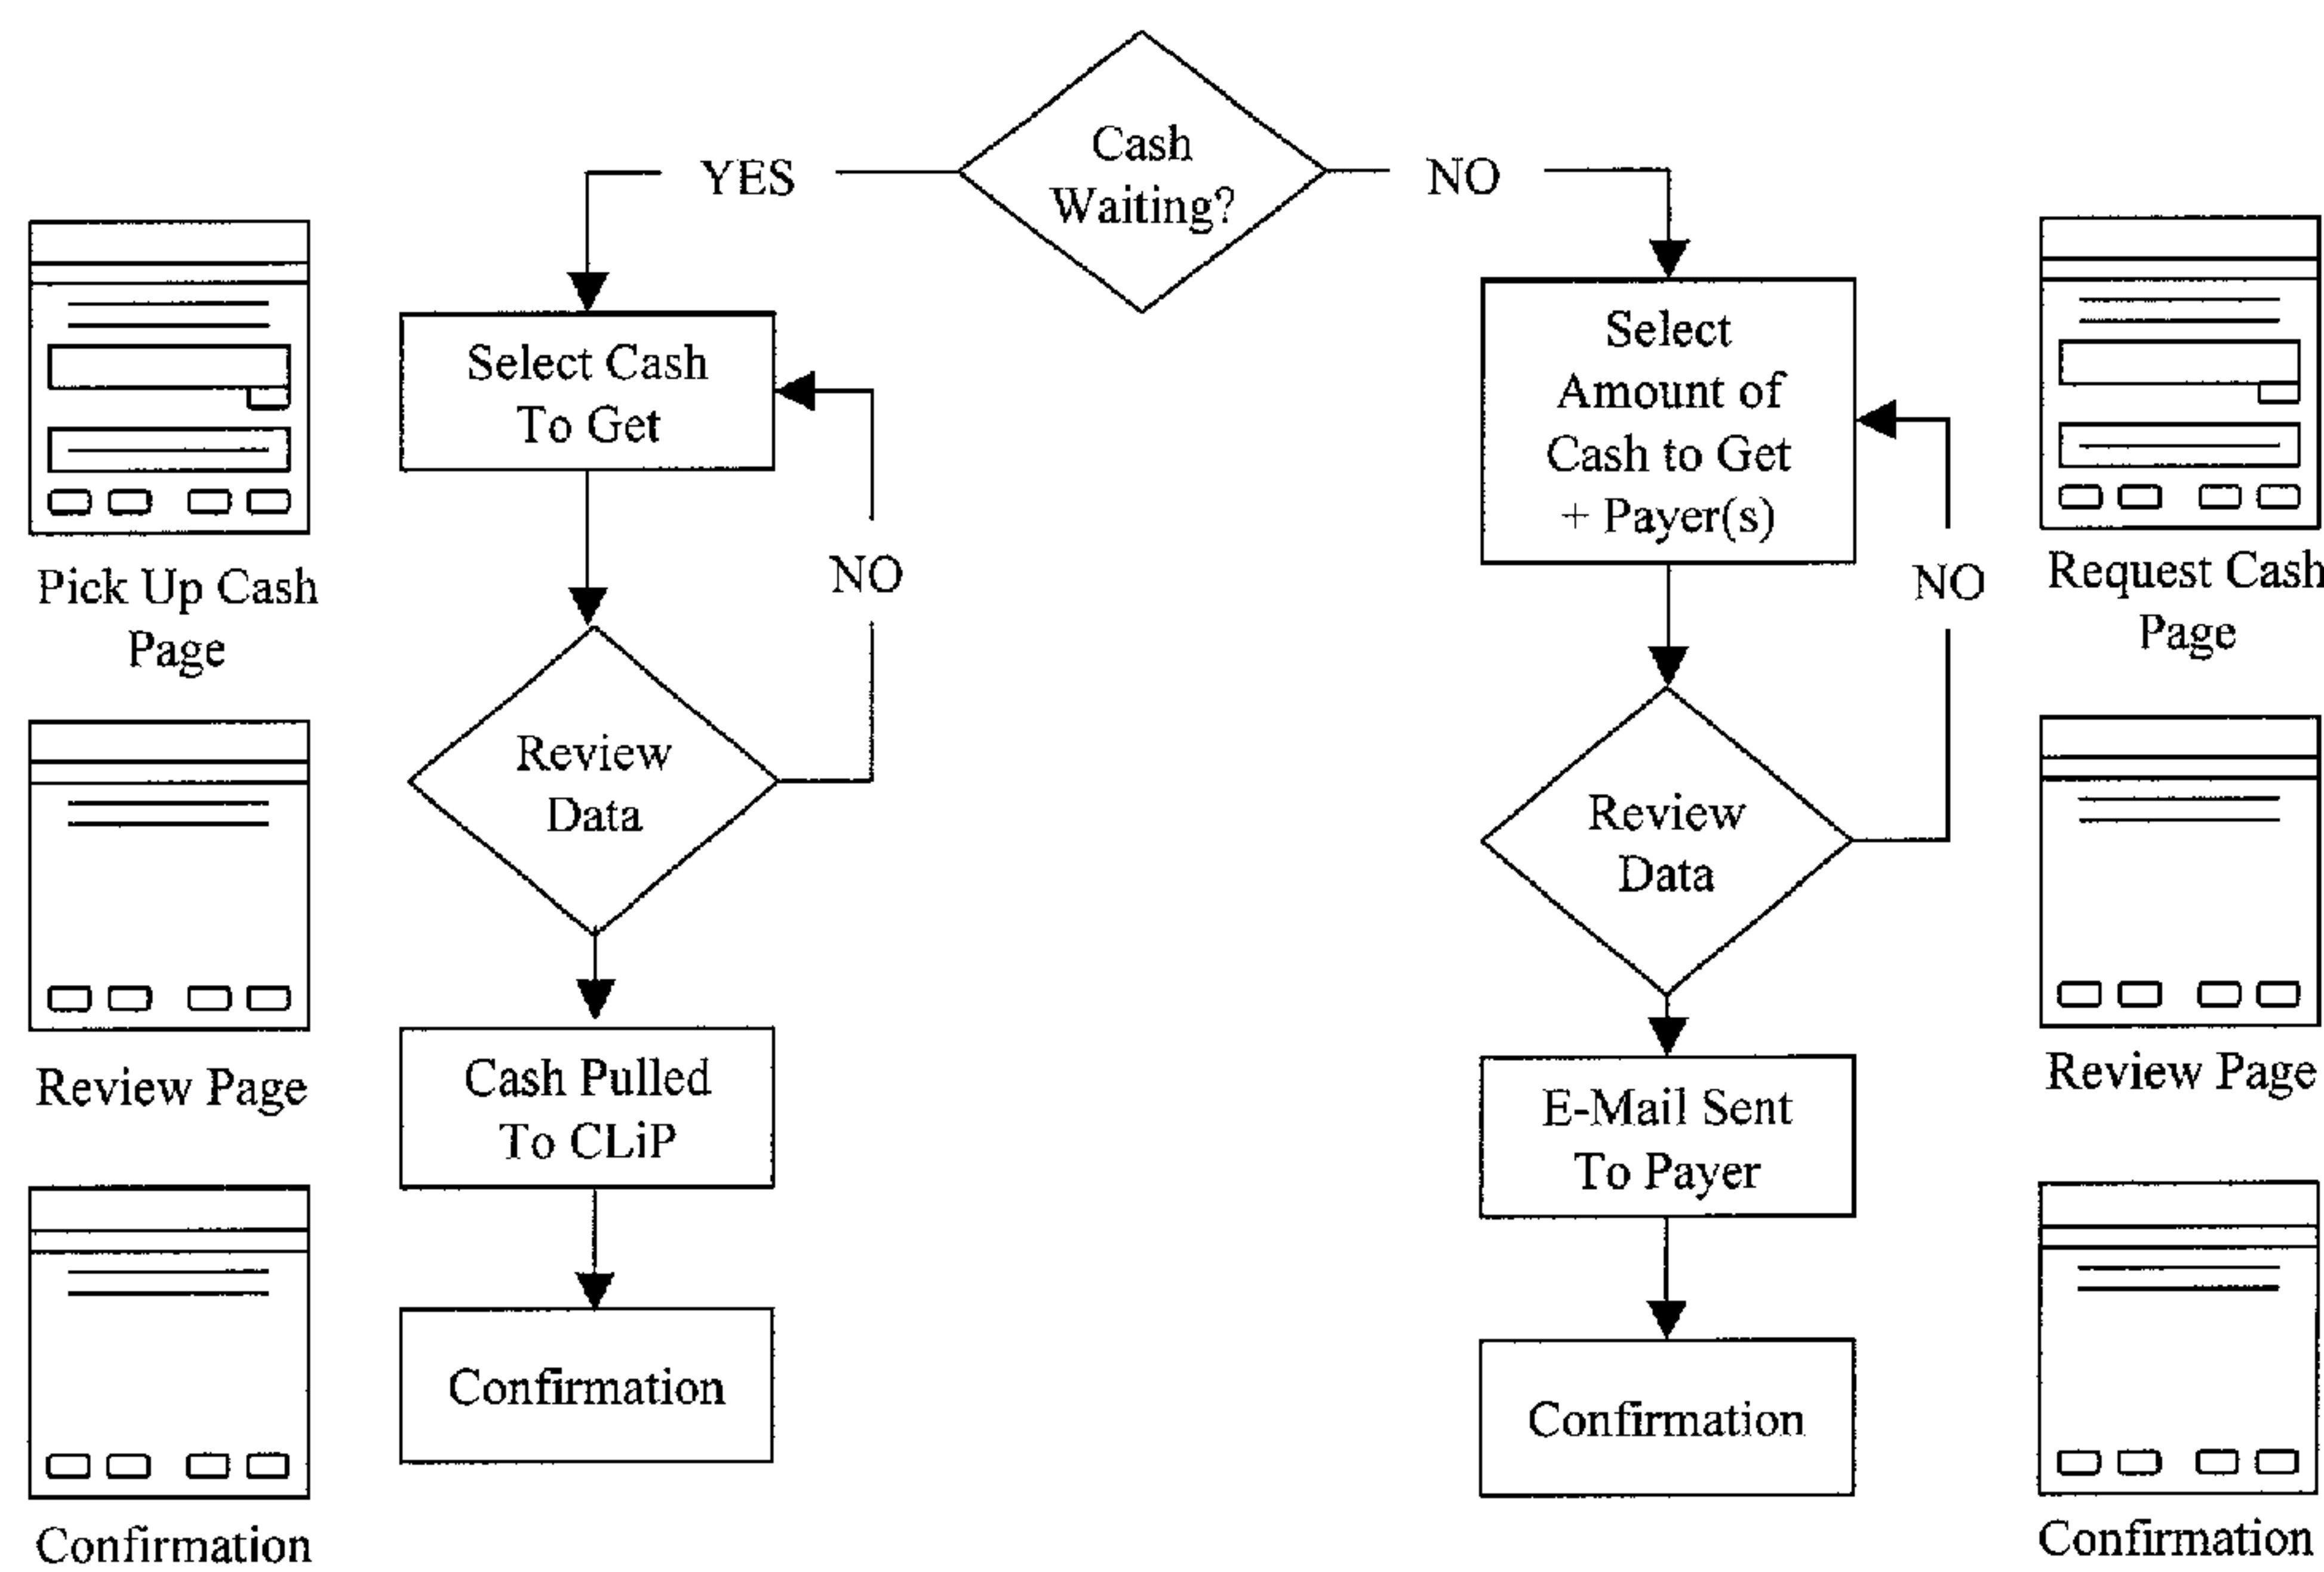 Cash
Waiting?
YES
NO
Select Cash
To Get
NO
Review
Data
Cash Pulled
To CLiP
Confirmation
Select
Amount of
Cash to Get
+ Payer(s)
NO
Review
Data
E-Mail Sent
To Payer
Confirmation
Pick Up Cash
Page
Review Page
Confirmation
Request Cash
Page
Review Page
Confirmation